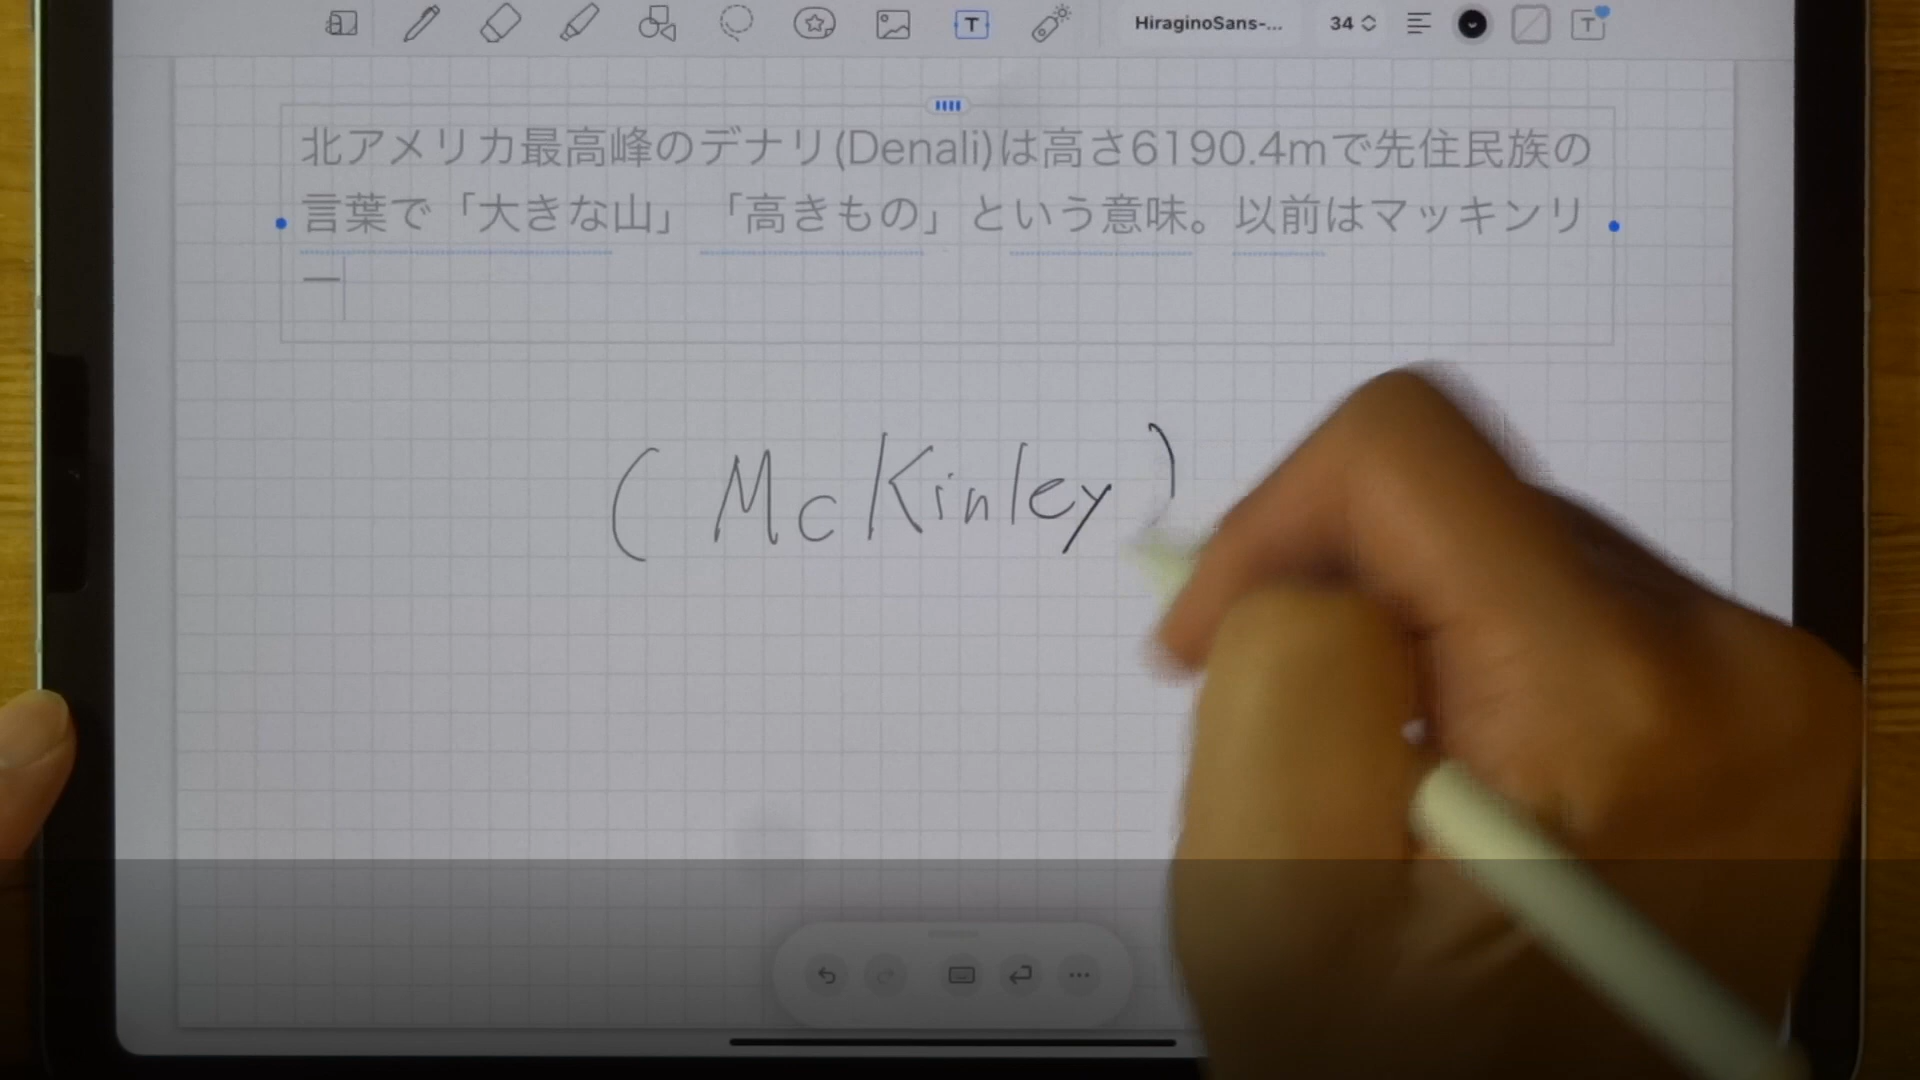 HiraginoSans-... 34
北アメリカ最高峰のデナリ(Denali)は高さ6190.4mで先住民族の
言葉で「大きな山」「高きもの」という意味。以前はマッキンリ
ー
(McKinley)